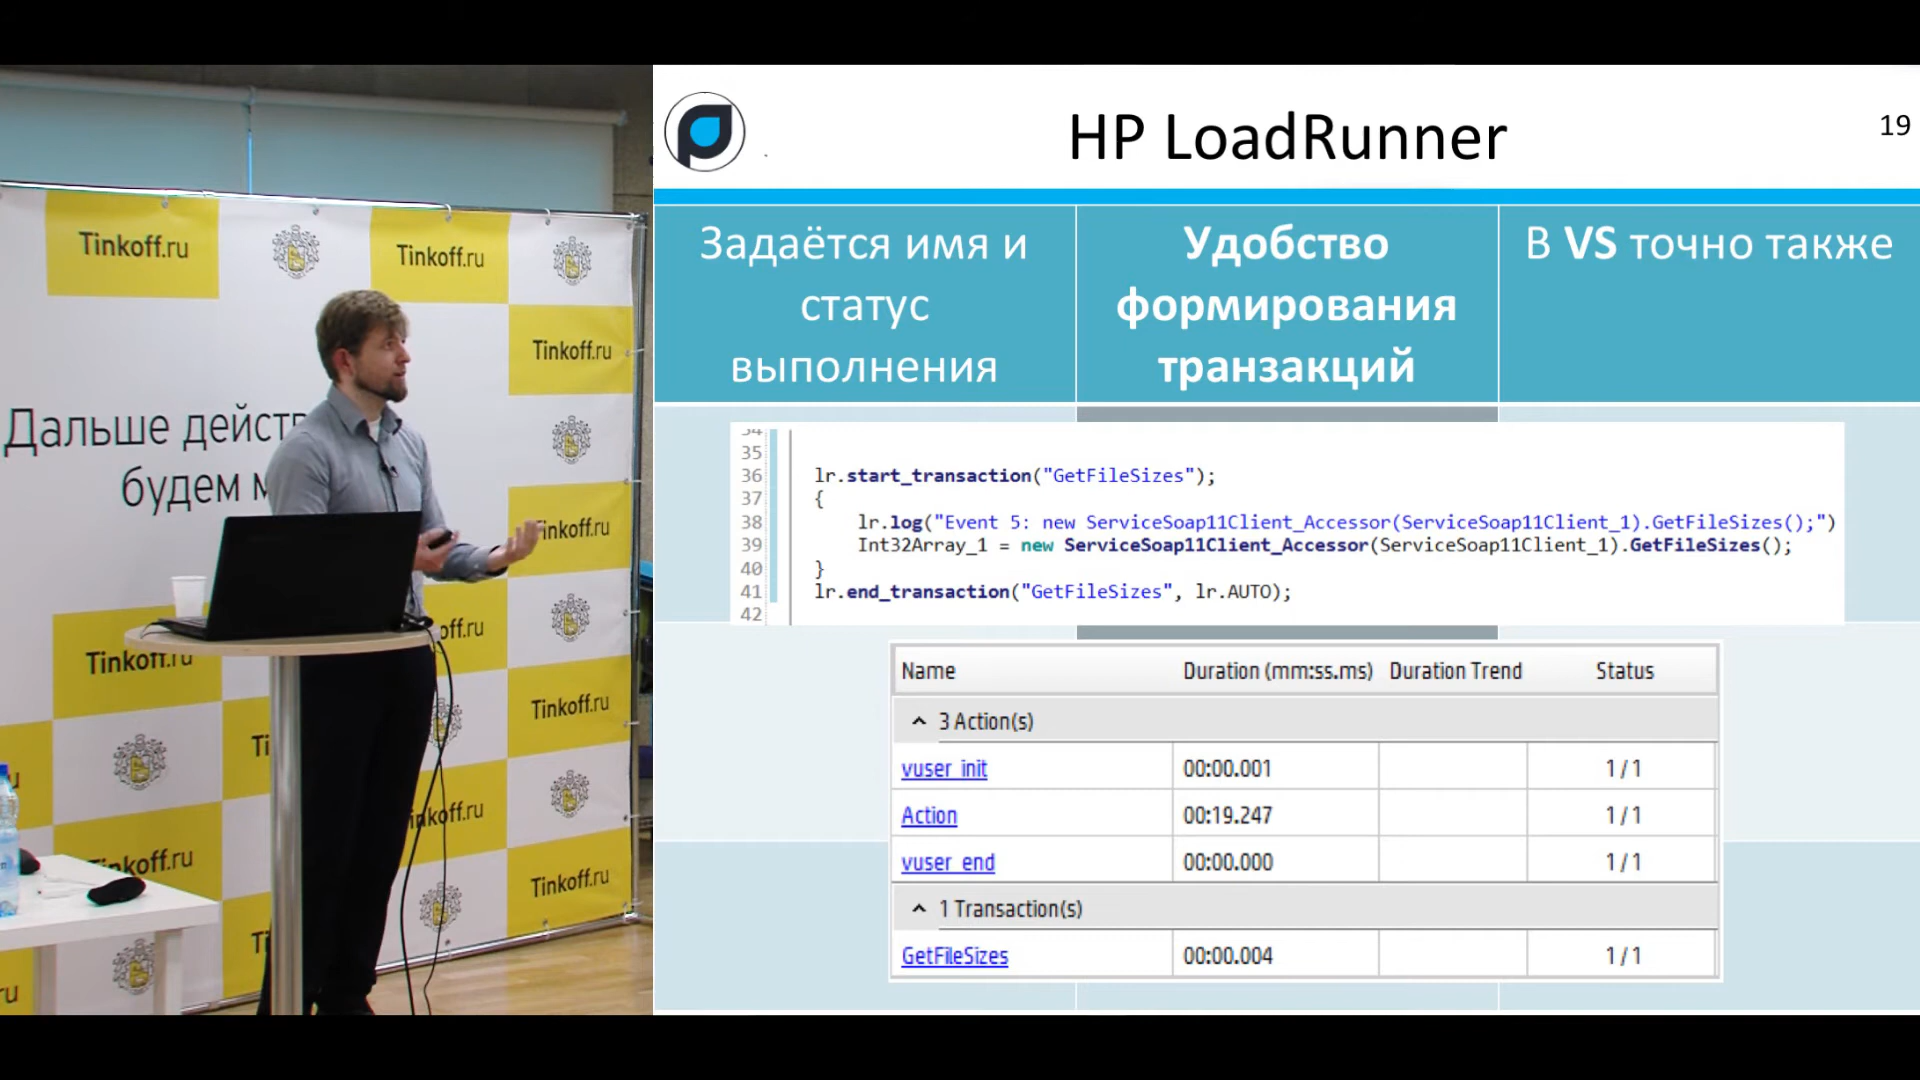 HP LoadRunner
19
Задаётся имя и
статус
выполнения
Удобство
формирования
транзакций
В VS точно также
35
36 lr.start_transaction("GetFileSizes");
37 {
38 lr.log("Event 5: new ServiceSoap11Client_Accessor(ServiceSoap11Client_1).GetFileSizes();")
39 Int32Array_1 = new ServiceSoap11Client_Accessor(ServiceSoap11Client_1).GetFileSizes();
40 }
41 lr.end_transaction("GetFileSizes", lr.AUTO);
42
Name Duration (mm:ss.ms) Duration Trend Status
3 Action(s)
vuser_init 00:00.001 1 / 1
Action 00:19.247 1 / 1
vuser_end 00:00.000 1 / 1
1 Transaction(s)
GetFileSizes 00:00.004 1 / 1
Tinkoff.ru
Tinkoff.ru
Tinkoff.ru
Дальше
будем
Tinkoff.ru
Tinkoff.ru
Tinkoff.ru